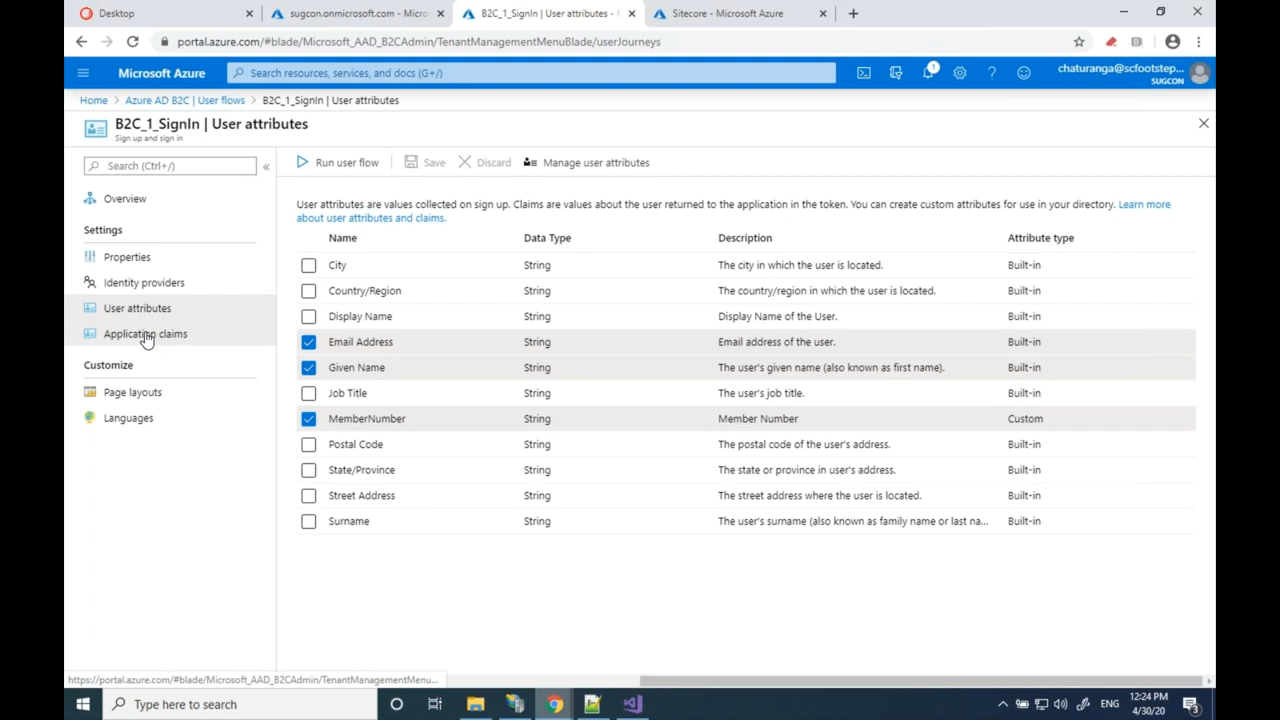 Desktop
sugcon.onmicrosoft.com - Micro
B2C_1_SignIn | User attributes -
Sitecore - Microsoft Azure
portal.azure.com/#blade/Microsoft_AAD_B2CAdmin/TenantManagementMenuBlade/userJourneys
Microsoft Azure
Search resources, services, and docs (G+/)
1
chaturanga@scfootstep...
SUGCON
Home > Azure AD B2C | User flows > B2C_1_SignIn | User attributes
B2C_1_SignIn | User attributes
Sign up and sign in
Search (Ctrl+/)
«
Run user flow
Save
Discard
Manage user attributes
Overview
Settings
Properties
Identity providers
User attributes
Application claims
Customize
Page layouts
Languages
User attributes are values collected on sign up. Claims are values about the user returned to the application in the token. You can create custom attributes for use in your directory. Learn more
about user attributes and claims.
Name Data Type Description Attribute type
City String The city in which the user is located. Built-in
Country/Region String The country/region in which the user is located. Built-in
Display Name String Display Name of the User. Built-in
Email Address String Email address of the user. Built-in
Given Name String The user's given name (also known as first name). Built-in
Job Title String The user's job title. Built-in
MemberNumber String Member Number Custom
Postal Code String The postal code of the user's address. Built-in
State/Province String The state or province in user's address. Built-in
Street Address String The street address where the user is located. Built-in
Surname String The user's surname (also known as family name or last na... Built-in
https://portal.azure.com/#blade/Microsoft_AAD_B2CAdmin/TenantManagementMenu...
Type here to search
ENG
12:24 PM
4/30/20
3